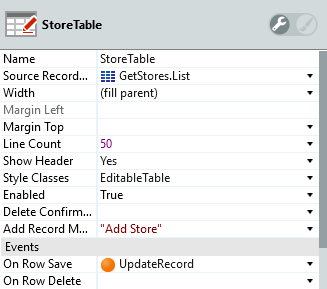 StoreTable
Name StoreTable
Source Record... GetStores.List
Width (fill parent)
Margin Left
Margin Top
Line Count 50
Show Header Yes
Style Classes EditableTable
Enabled True
Delete Confirm...
Add Record M... "Add Store"
Events
On Row Save UpdateRecord
On Row Delete